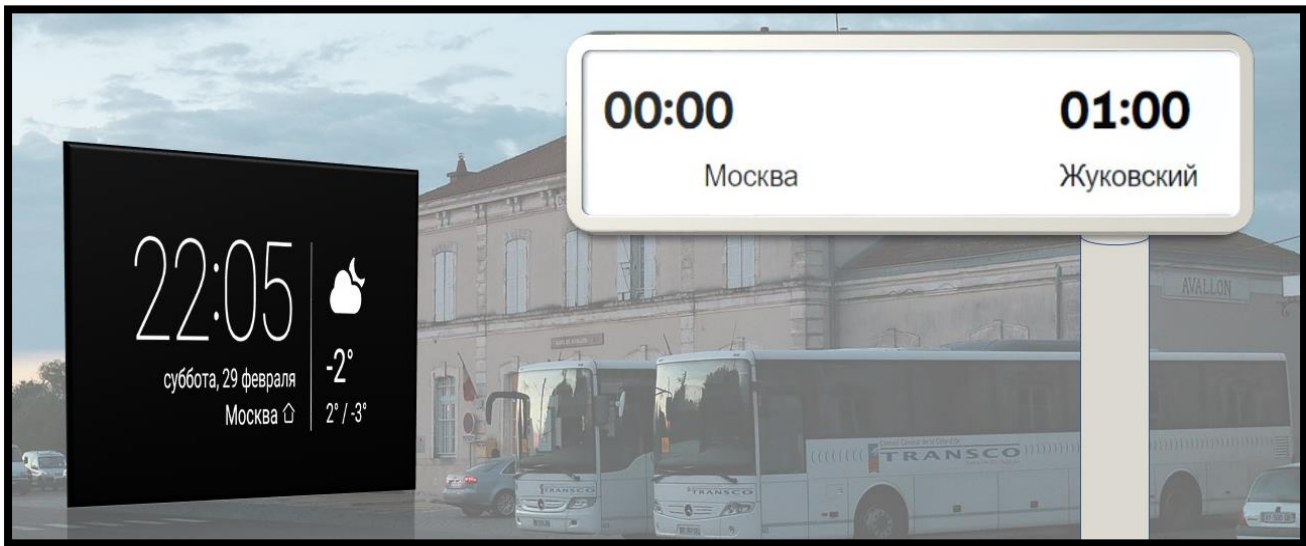 22:05
суббота, 29 февраля
Москва
-2°
2° / -3°
00:00 01:00
Москва Жуковский
AVALLON
TRANSCO
TRANSCO
TRANSCO